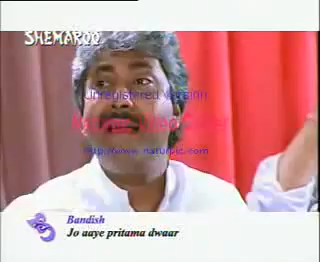 SHEMAROO
Unregistered Version
http://www.naturpic.com
Bandish
Jo aaye pritama dwaar